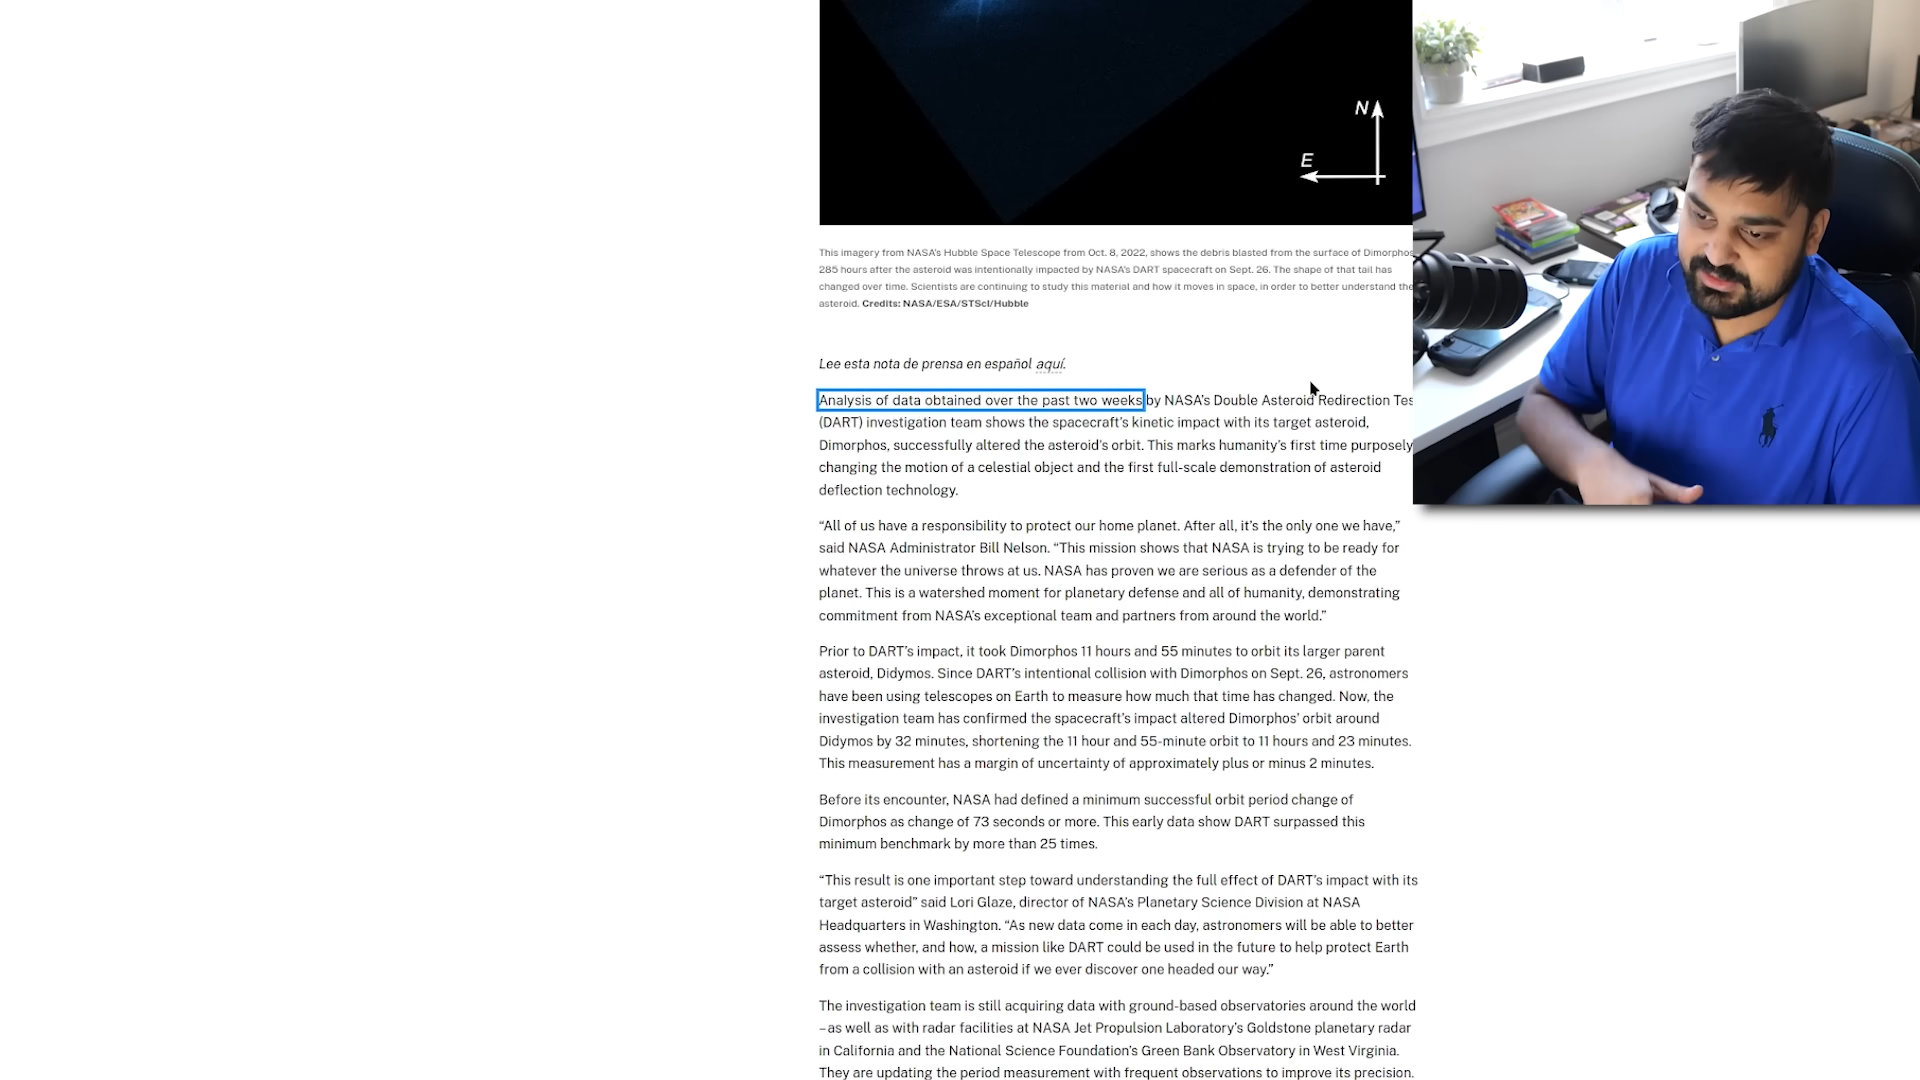 N
E
This imagery from NASA's Hubble Space Telescope from Oct. 8, 2022, shows the debris blasted from the surface of Dimorphos
285 hours after the asteroid was intentionally impacted by NASA's DART spacecraft on Sept. 26. The shape of that tail has
changed over time. Scientists are continuing to study this material and how it moves in space, in order to better understand the
asteroid. Credits: NASA/ESA/STScI/Hubble
Lee esta nota de prensa en español aquí.
Analysis of data obtained over the past two weeks by NASA's Double Asteroid Redirection Tes
(DART) investigation team shows the spacecraft's kinetic impact with its target asteroid,
Dimorphos, successfully altered the asteroid's orbit. This marks humanity's first time purposely
changing the motion of a celestial object and the first full-scale demonstration of asteroid
deflection technology.
“All of us have a responsibility to protect our home planet. After all, it's the only one we have,”
said NASA Administrator Bill Nelson. “This mission shows that NASA is trying to be ready for
whatever the universe throws at us. NASA has proven we are serious as a defender of the
planet. This is a watershed moment for planetary defense and all of humanity, demonstrating
commitment from NASA's exceptional team and partners from around the world.”
Prior to DART's impact, it took Dimorphos 11 hours and 55 minutes to orbit its larger parent
asteroid, Didymos. Since DART's intentional collision with Dimorphos on Sept. 26, astronomers
have been using telescopes on Earth to measure how much that time has changed. Now, the
investigation team has confirmed the spacecraft's impact altered Dimorphos' orbit around
Didymos by 32 minutes, shortening the 11 hour and 55-minute orbit to 11 hours and 23 minutes.
This measurement has a margin of uncertainty of approximately plus or minus 2 minutes.
Before its encounter, NASA had defined a minimum successful orbit period change of
Dimorphos as change of 73 seconds or more. This early data show DART surpassed this
minimum benchmark by more than 25 times.
“This result is one important step toward understanding the full effect of DART's impact with its
target asteroid” said Lori Glaze, director of NASA's Planetary Science Division at NASA
Headquarters in Washington. “As new data come in each day, astronomers will be able to better
assess whether, and how, a mission like DART could be used in the future to help protect Earth
from a collision with an asteroid if we ever discover one headed our way.”
The investigation team is still acquiring data with ground-based observatories around the world
– as well as with radar facilities at NASA Jet Propulsion Laboratory's Goldstone planetary radar
in California and the National Science Foundation's Green Bank Observatory in West Virginia.
They are updating the period measurement with frequent observations to improve its precision.